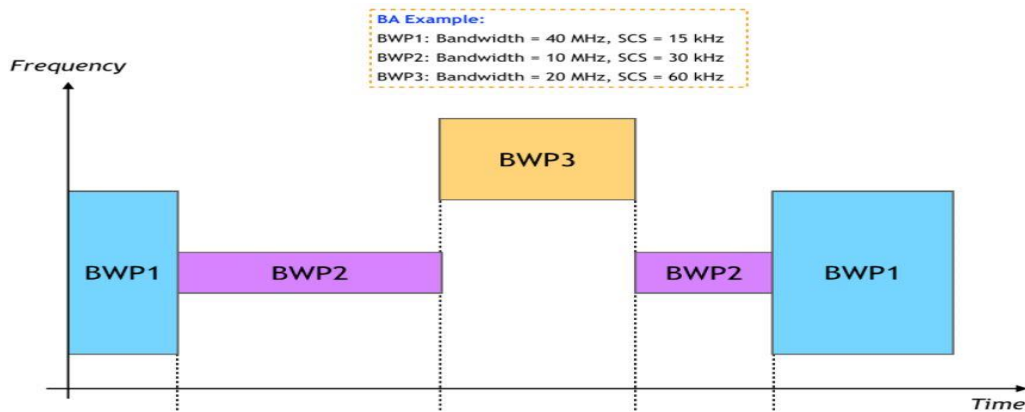 BA Example:
BWP1: Bandwidth = 40 MHz, SCS = 15 kHz
BWP2: Bandwidth = 10 MHz, SCS = 30 kHz
BWP3: Bandwidth = 20 MHz, SCS = 60 kHz
Frequency
BWP3
BWP1
BWP2
BWP2
BWP1
Time